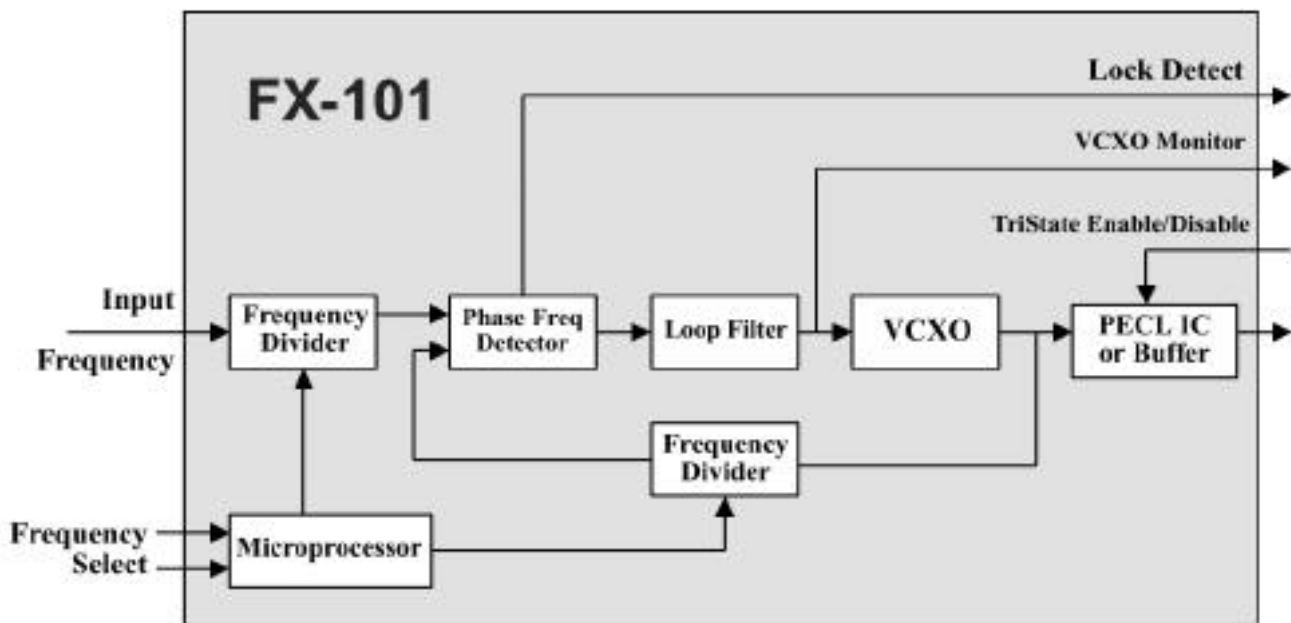 FX-101
Lock Detect
VCXO Monitor
TriState Enable/Disable
Input
Frequency
Frequency
Divider
Phase Freq
Detector
Loop Filter
VCXO
PECL IC
or Buffer
Frequency
Divider
Frequency
Select
Microprocessor